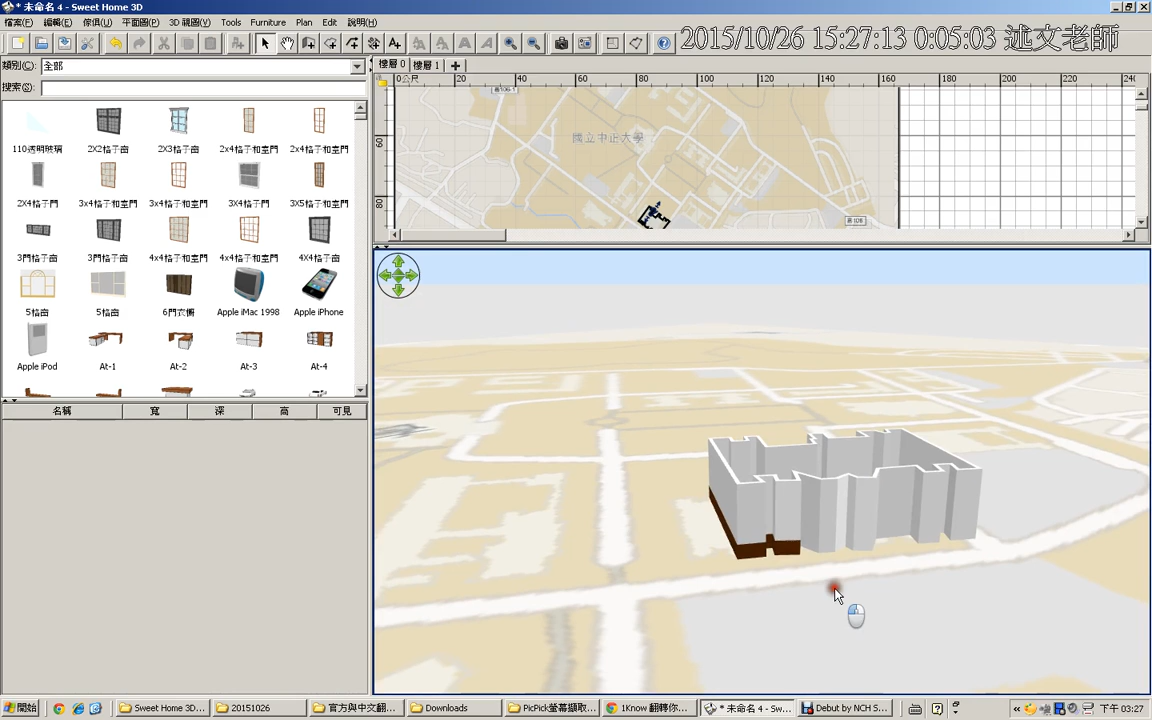 * 未命名 4 - Sweet Home 3D
檔案(F) 編輯(E) 傢俱(U) 平面圖(P) 3D 視圖(V) Tools Furniture Plan Edit 說明(H)
2015/10/26 15:27:13 0:05:03 述文老師
類別(C): 全部
搜索(S):
樓層 0 樓層 1
0公尺 20 40 60 80 100 120 140 160 180 200 220 240
60
80
嘉106-1
國立中正大學
嘉106
110透明玻璃 2X2格子窗 2X3格子窗 2x4格子和室門 2x4格子和室門
2X4格子門 3x4格子和室門 3x4格子和室門 3X4格子門 3X5格子和室門
3門格子窗 3門格子窗 4x4格子和室門 4x4格子和室門 4X4格子窗
5格窗 5格窗 6門衣櫥 Apple iMac 1998 Apple iPhone
Apple iPod At-1 At-2 At-3 At-4
名稱 寬 深 高 可見
開始 Sweet Home 3D... 20151026 官方與中文翻... Downloads PicPick螢幕擷取... 1Know 翻轉你... * 未命名 4 - Sw... Debut by NCH S... 下午 03:27